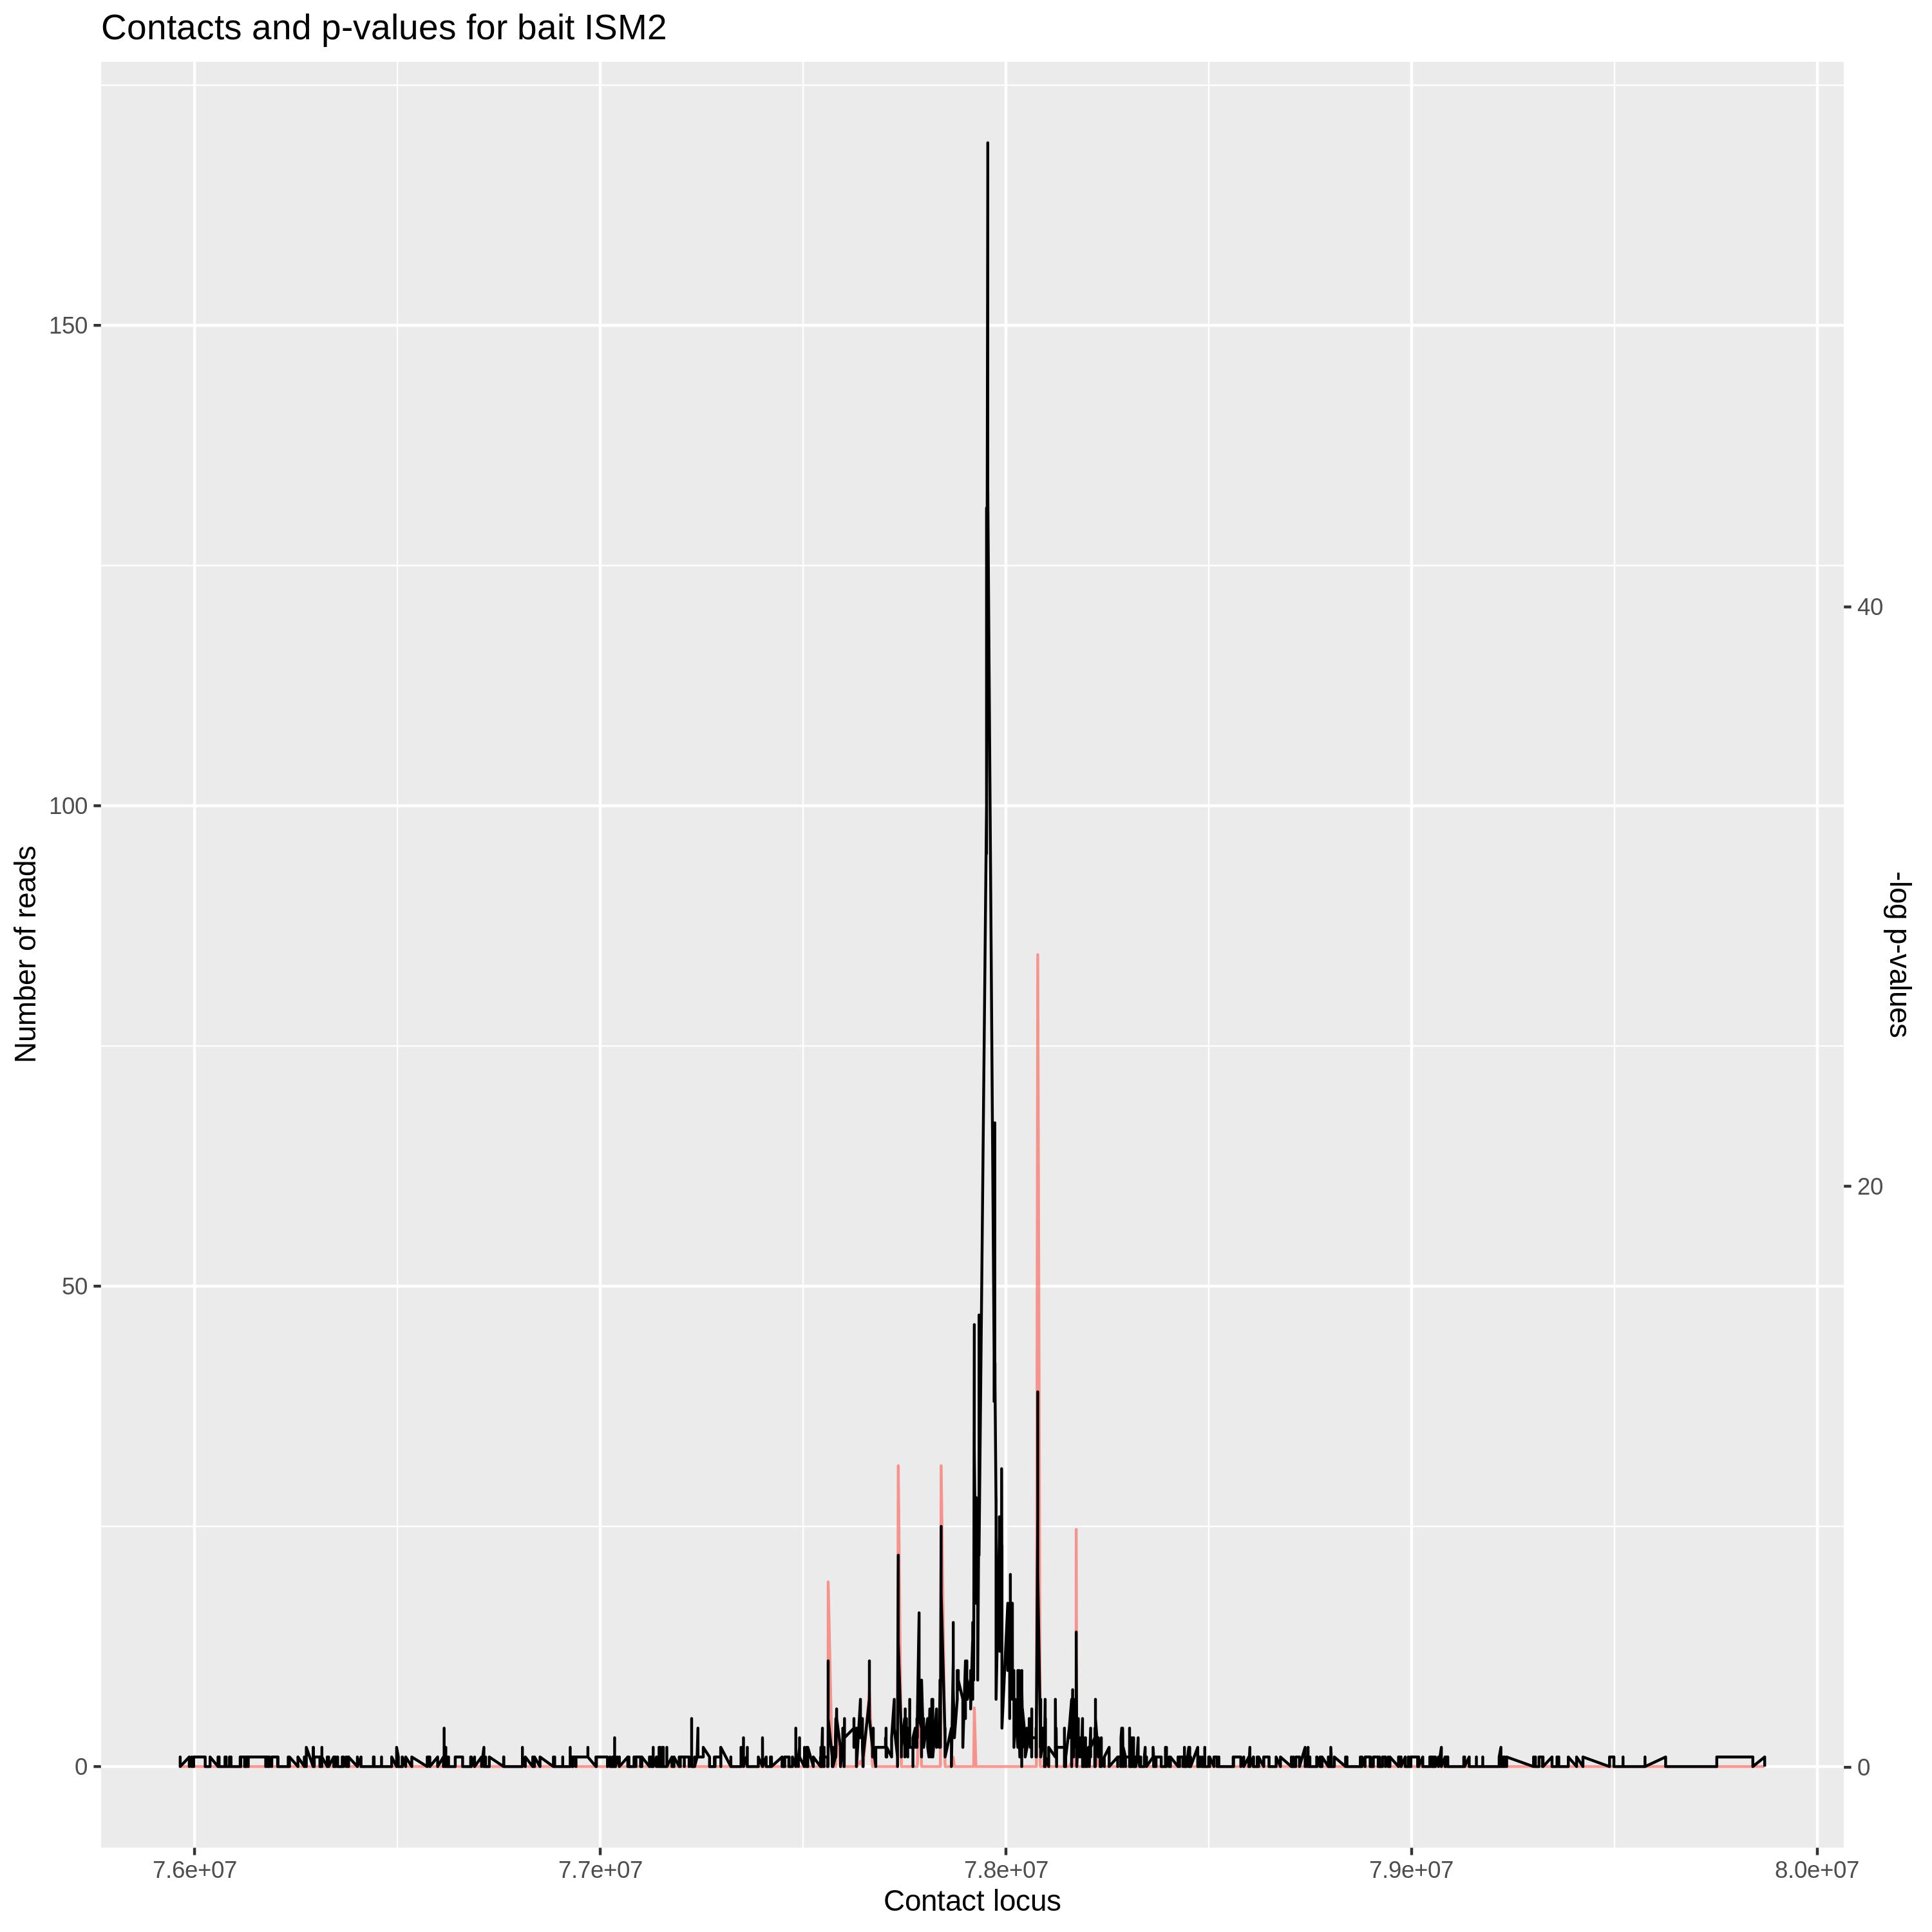 Contacts and p-values for bait ISM2
150
100
50
0
Number of reads
40
20
0
-log p-values
7.6e+07
7.7e+07
7.8e+07
7.9e+07
8.0e+07
Contact locus